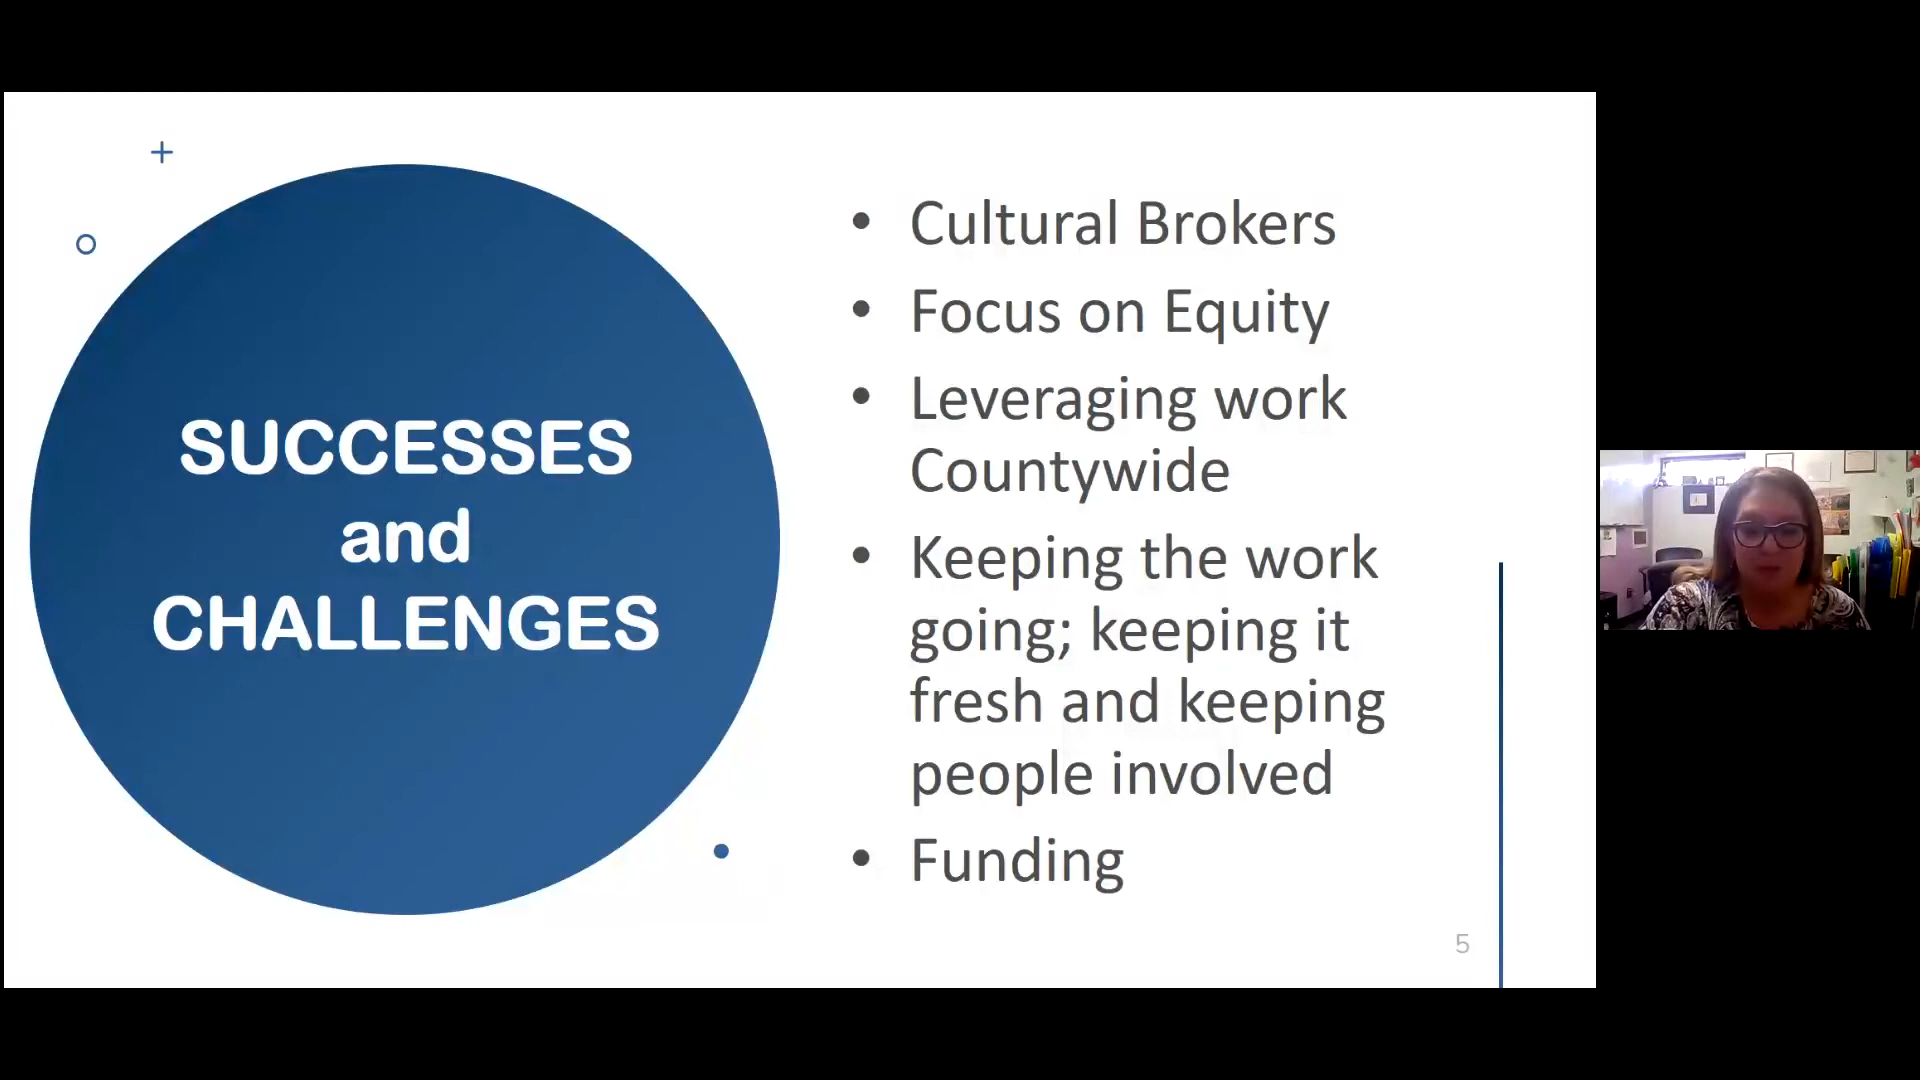 SUCCESSES
and
CHALLENGES
• Cultural Brokers
• Focus on Equity
• Leveraging work
Countywide
• Keeping the work
going; keeping it
fresh and keeping
people involved
• Funding
5